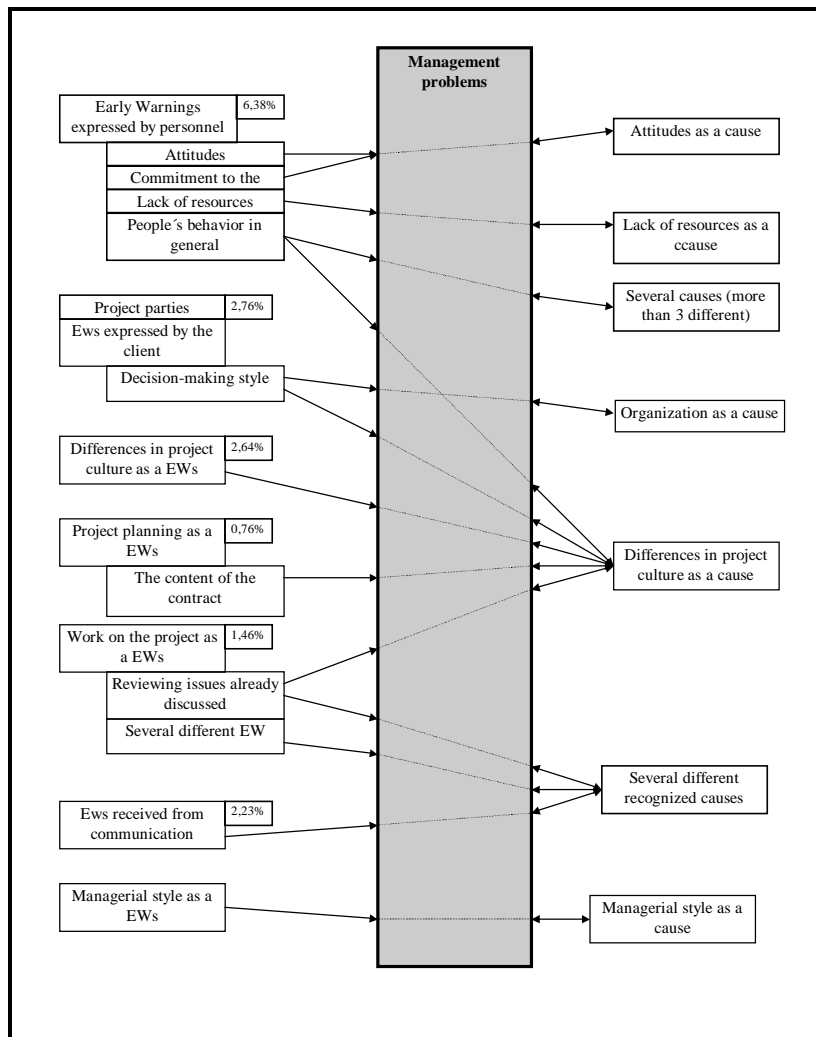 Management
problems
Early Warnings
expressed by personnel
6,38%
Attitudes
Commitment to the
Lack of resources
People´s behavior in
general
Project parties
2,76%
Ews expressed by the
client
Decision-making style
Differences in project
culture as a EWs
2,64%
Project planning as a
EWs
0,76%
The content of the
contract
Work on the project as
a EWs
1,46%
Reviewing issues already
discussed
Several different EW
Ews received from
communication
2,23%
Managerial style as a
EWs
Attitudes as a cause
Lack of resources as a
ccause
Several causes (more
than 3 different)
Organization as a cause
Differences in project
culture as a cause
Several different
recognized causes
Managerial style as a
cause